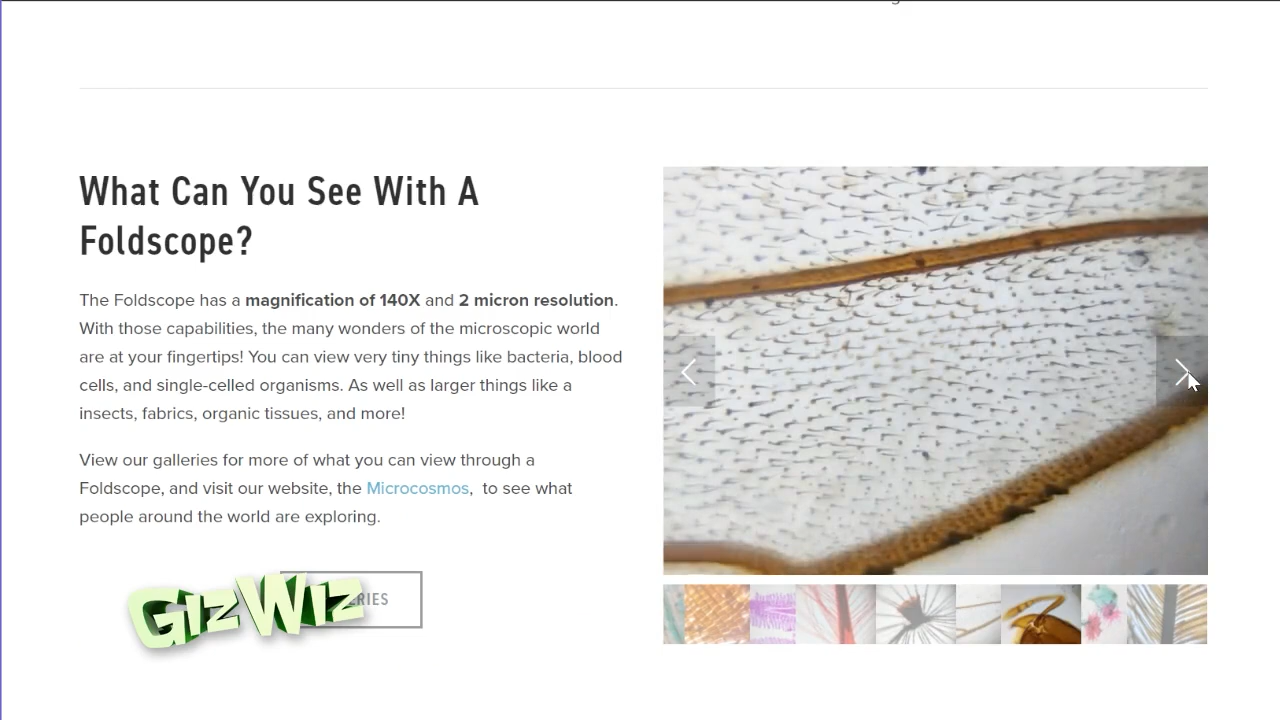 What Can You See With A
Foldscope?
The Foldscope has a magnification of 140X and 2 micron resolution.
With those capabilities, the many wonders of the microscopic world
are at your fingertips! You can view very tiny things like bacteria, blood
cells, and single-celled organisms. As well as larger things like a
insects, fabrics, organic tissues, and more!
View our galleries for more of what you can view through a
Foldscope, and visit our website, the Microcosmos, to see what
people around the world are exploring.
GizWiz